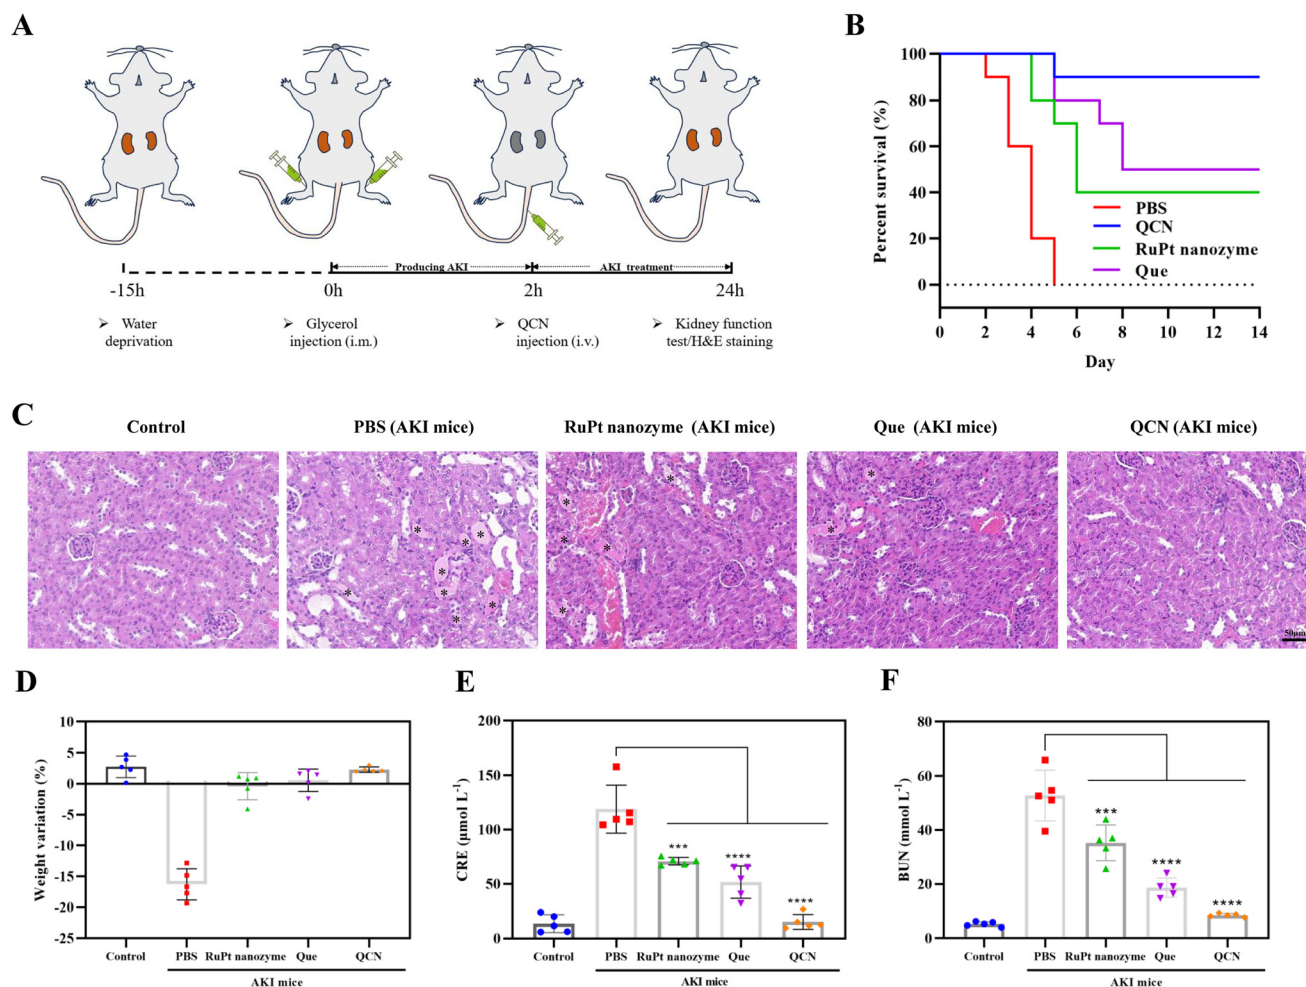 A
-15h
0h
2h
24h
Producing AKI
AKI treatment
➢ Water
deprivation
➢ Glycerol
injection (i.m.)
➢ QCN
injection (i.v.)
➢ Kidney function
test/H&E staining
B
Percent survival (%)
100
80
60
40
20
0
0 2 4 6 8 10 12 14
Day
PBS
QCN
RuPt nanozyme
Que
C
Control
PBS (AKI mice)
RuPt nanozyme (AKI mice)
Que (AKI mice)
QCN (AKI mice)
* * * * * * * * *
* * * * *
* *
50μm
D
Weight variation (%)
10
5
0
-5
-10
-15
-20
-25
Control PBS RuPt nanozyme Que QCN
AKI mice
E
CRE (μmol L⁻¹)
200
150
100
50
0
***
****
****
Control PBS RuPt nanozyme Que QCN
AKI mice
F
BUN (mmol L⁻¹)
80
60
40
20
0
***
****
****
Control PBS RuPt nanozyme Que QCN
AKI mice